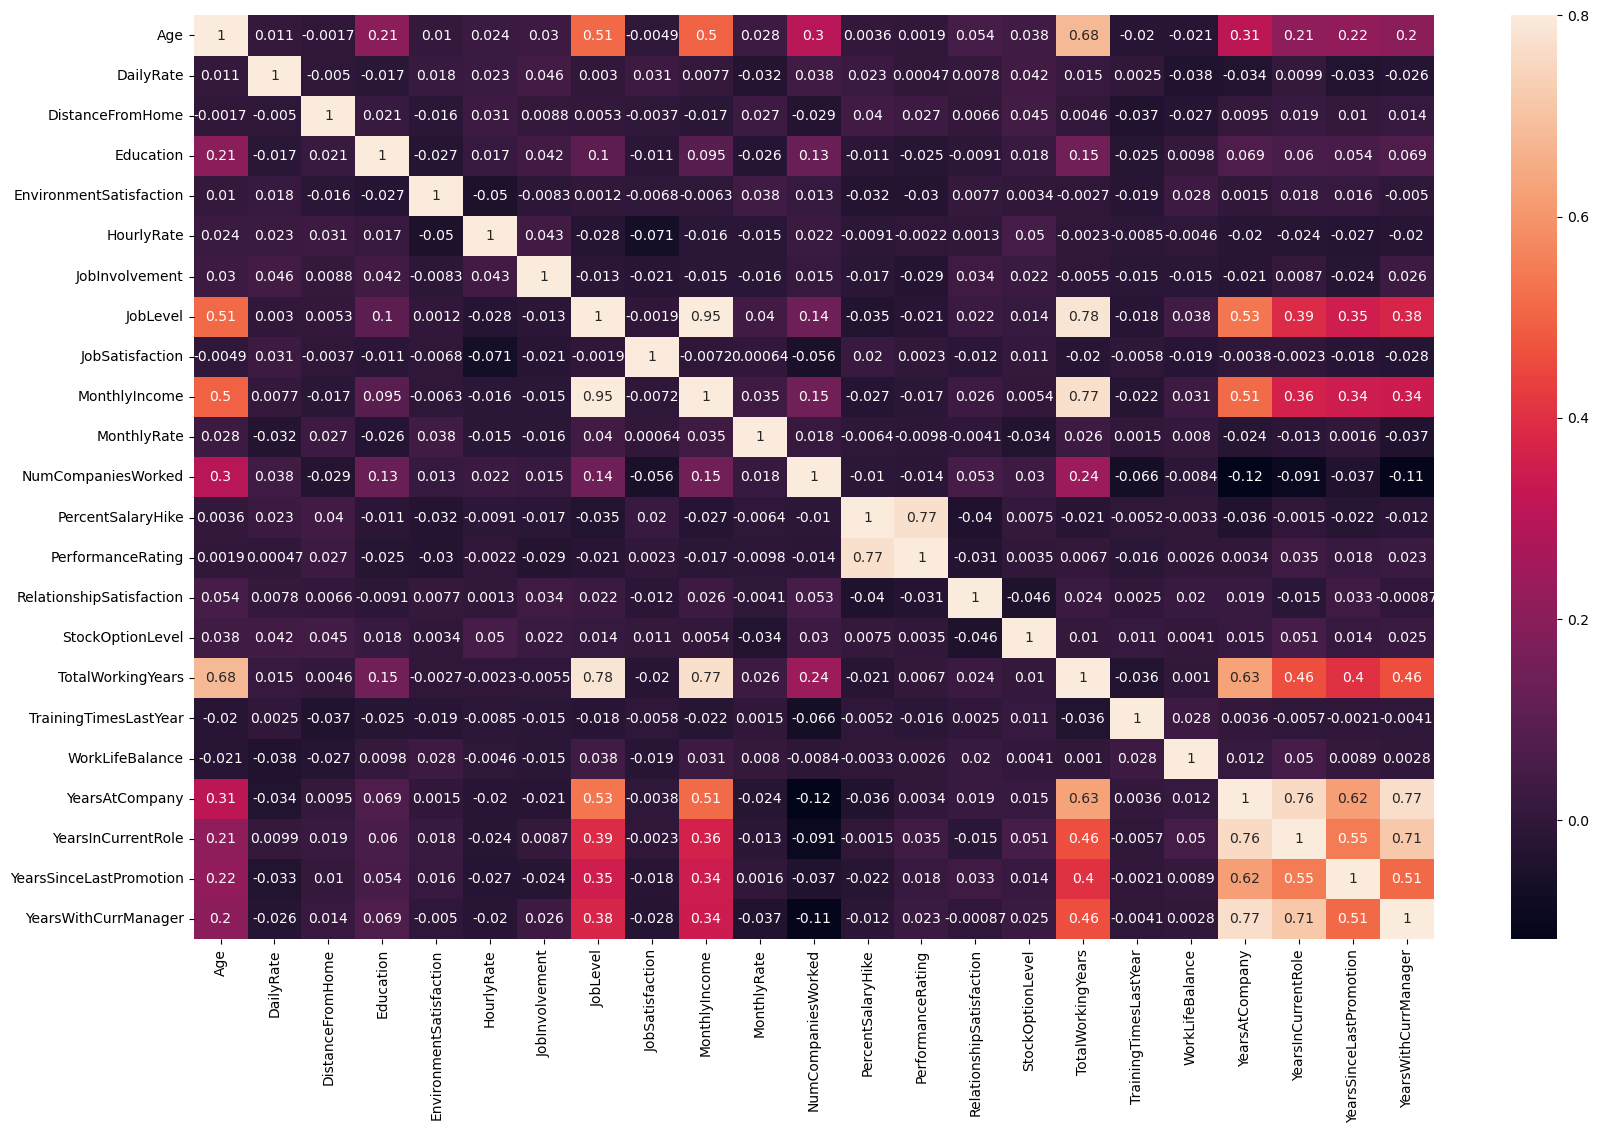 Age 1 0.011 -0.0017 0.21 0.01 0.024 0.03 0.51 -0.0049 0.5 0.028 0.3 0.0036 0.0019 0.054 0.038 0.68 -0.02 -0.021 0.31 0.21 0.22 0.2
DailyRate 0.011 1 -0.005 -0.017 0.018 0.023 0.046 0.003 0.031 0.0077 -0.032 0.038 0.023 0.00047 0.0078 0.042 0.015 0.0025 -0.038 -0.034 0.0099 -0.033 -0.026
DistanceFromHome -0.0017 -0.005 1 0.021 -0.016 0.031 0.0088 0.0053 -0.0037 -0.017 0.027 -0.029 0.04 0.027 0.0066 0.045 0.0046 -0.037 -0.027 0.0095 0.019 0.01 0.014
Education 0.21 -0.017 0.021 1 -0.027 0.017 0.042 0.1 -0.011 0.095 -0.026 0.13 -0.011 -0.025 -0.0091 0.018 0.15 -0.025 0.0098 0.069 0.06 0.054 0.069
EnvironmentSatisfaction 0.01 0.018 -0.016 -0.027 1 -0.05 -0.0083 0.0012 -0.0068 -0.0063 0.038 0.013 -0.032 -0.03 0.0077 0.0034 -0.0027 -0.019 0.028 0.0015 0.018 0.016 -0.005
HourlyRate 0.024 0.023 0.031 0.017 -0.05 1 0.043 -0.028 -0.071 -0.016 -0.015 0.022 -0.0091 -0.0022 0.0013 0.05 -0.0023 -0.0085 -0.0046 -0.02 -0.024 -0.027 -0.02
JobInvolvement 0.03 0.046 0.0088 0.042 -0.0083 0.043 1 -0.013 -0.021 -0.015 -0.016 0.015 -0.017 -0.029 0.034 0.022 -0.0055 -0.015 -0.015 -0.021 0.0087 -0.024 0.026
JobLevel 0.51 0.003 0.0053 0.1 0.0012 -0.028 -0.013 1 -0.0019 0.95 0.04 0.14 -0.035 -0.021 0.022 0.014 0.78 -0.018 0.038 0.53 0.39 0.35 0.38
JobSatisfaction -0.0049 0.031 -0.0037 -0.011 -0.0068 -0.071 -0.021 -0.0019 1 -0.0072 0.00064 -0.056 0.02 0.0023 -0.012 0.011 -0.02 -0.0058 -0.019 -0.0038 -0.0023 -0.018 -0.028
MonthlyIncome 0.5 0.0077 -0.017 0.095 -0.0063 -0.016 -0.015 0.95 -0.0072 1 0.035 0.15 -0.027 -0.017 0.026 0.0054 0.77 -0.022 0.031 0.51 0.36 0.34 0.34
MonthlyRate 0.028 -0.032 0.027 -0.026 0.038 -0.015 -0.016 0.04 0.00064 0.035 1 0.018 -0.0064 -0.0098 -0.0041 -0.034 0.026 0.0015 0.008 -0.024 -0.013 0.0016 -0.037
NumCompaniesWorked 0.3 0.038 -0.029 0.13 0.013 0.022 0.015 0.14 -0.056 0.15 0.018 1 -0.01 -0.014 0.053 0.03 0.24 -0.066 -0.0084 -0.12 -0.091 -0.037 -0.11
PercentSalaryHike 0.0036 0.023 0.04 -0.011 -0.032 -0.0091 -0.017 -0.035 0.02 -0.027 -0.0064 -0.01 1 0.77 -0.04 0.0075 -0.021 -0.0052 -0.0033 -0.036 -0.0015 -0.022 -0.012
PerformanceRating 0.0019 0.00047 0.027 -0.025 -0.03 -0.0022 -0.029 -0.021 0.0023 -0.017 -0.0098 -0.014 0.77 1 -0.031 0.0035 0.0067 -0.016 0.0026 0.0034 0.035 0.018 0.023
RelationshipSatisfaction 0.054 0.0078 0.0066 -0.0091 0.0077 0.0013 0.034 0.022 -0.012 0.026 -0.0041 0.053 -0.04 -0.031 1 -0.046 0.024 0.0025 0.02 0.019 -0.015 0.033 -0.00087
StockOptionLevel 0.038 0.042 0.045 0.018 0.0034 0.05 0.022 0.014 0.011 0.0054 -0.034 0.03 0.0075 0.0035 -0.046 1 0.01 0.011 0.0041 0.015 0.051 0.014 0.025
TotalWorkingYears 0.68 0.015 0.0046 0.15 -0.0027 -0.0023 -0.0055 0.78 -0.02 0.77 0.026 0.24 -0.021 0.0067 0.024 0.01 1 -0.036 0.001 0.63 0.46 0.4 0.46
TrainingTimesLastYear -0.02 0.0025 -0.037 -0.025 -0.019 -0.0085 -0.015 -0.018 -0.0058 -0.022 0.0015 -0.066 -0.0052 -0.016 0.0025 0.011 -0.036 1 0.028 0.0036 -0.0057 -0.0021 -0.0041
WorkLifeBalance -0.021 -0.038 -0.027 0.0098 0.028 -0.0046 -0.015 0.038 -0.019 0.031 0.008 -0.0084 -0.0033 0.0026 0.02 0.0041 0.001 0.028 1 0.012 0.05 0.0089 0.0028
YearsAtCompany 0.31 -0.034 0.0095 0.069 0.0015 -0.02 -0.021 0.53 -0.0038 0.51 -0.024 -0.12 -0.036 0.0034 0.019 0.015 0.63 0.0036 0.012 1 0.76 0.62 0.77
YearsInCurrentRole 0.21 0.0099 0.019 0.06 0.018 -0.024 0.0087 0.39 -0.0023 0.36 -0.013 -0.091 -0.0015 0.035 -0.015 0.051 0.46 -0.0057 0.05 0.76 1 0.55 0.71
YearsSinceLastPromotion 0.22 -0.033 0.01 0.054 0.016 -0.027 -0.024 0.35 -0.018 0.34 0.0016 -0.037 -0.022 0.018 0.033 0.014 0.4 -0.0021 0.0089 0.62 0.55 1 0.51
YearsWithCurrManager 0.2 -0.026 0.014 0.069 -0.005 -0.02 0.026 0.38 -0.028 0.34 -0.037 -0.11 -0.012 0.023 -0.00087 0.025 0.46 -0.0041 0.0028 0.77 0.71 0.51 1
Age
DailyRate
DistanceFromHome
Education
EnvironmentSatisfaction
HourlyRate
JobInvolvement
JobLevel
JobSatisfaction
MonthlyIncome
MonthlyRate
NumCompaniesWorked
PercentSalaryHike
PerformanceRating
RelationshipSatisfaction
StockOptionLevel
TotalWorkingYears
TrainingTimesLastYear
WorkLifeBalance
YearsAtCompany
YearsInCurrentRole
YearsSinceLastPromotion
YearsWithCurrManager
0.8
0.6
0.4
0.2
0.0